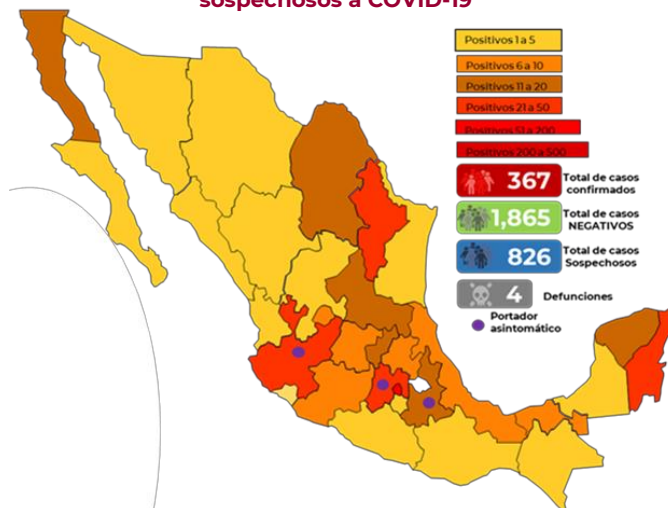 sospechosos a COVID-19
Positivos 1 a 5
Positivos 6 a 10
Positivos 11 a 20
Positivos 21 a 50
Positivos 51 a 200
Positivos 200 a 500
367 Total de casos
confirmados
1,865 Total de casos
NEGATIVOS
826 Total de casos
Sospechosos
4 Defunciones
Portador
asintomático